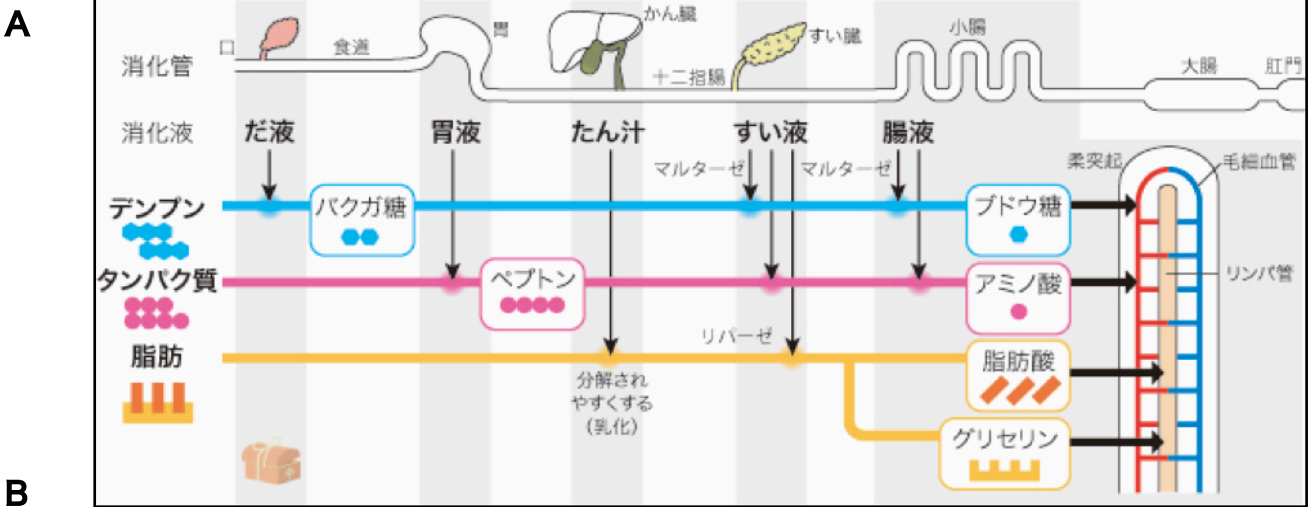 A
口
食道
胃
かん臓
すい臓
小腸
消化管
十二指腸
大腸
肛門
消化液
だ液
胃液
たん汁
すい液
腸液
マルターゼ
マルターゼ
柔突起
毛細血管
デンプン
バクガ糖
ブドウ糖
リンパ管
タンパク質
ペプトン
アミノ酸
リパーゼ
脂肪
脂肪酸
分解され
やすくする
(乳化)
グリセリン
B